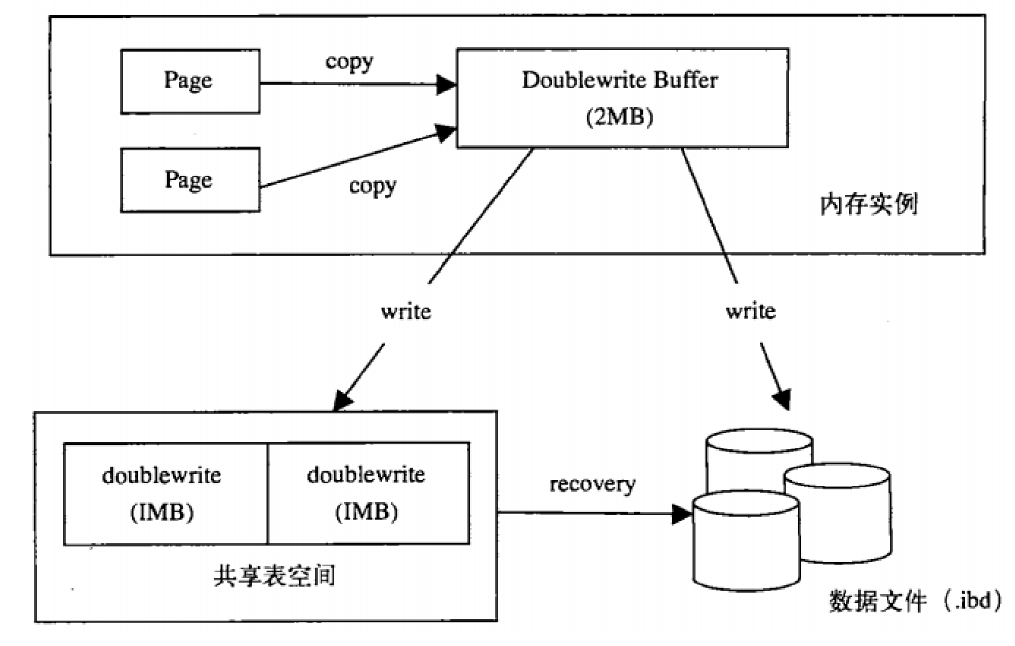 copy
Page
Doublewrite Buffer
(2MB)
Page
copy
内存实例
write
write
doublewrite
(IMB)
doublewrite
(IMB)
recovery
共享表空间
数据文件（.ibd）